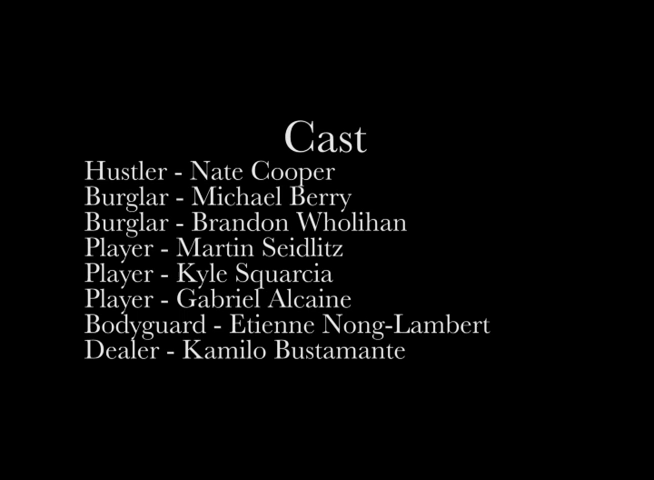 Cast
Hustler - Nate Cooper
Burglar - Michael Berry
Burglar - Brandon Wholihan
Player - Martin Seidlitz
Player - Kyle Squarcia
Player - Gabriel Alcaine
Bodyguard - Etienne Nong-Lambert
Dealer - Kamilo Bustamante